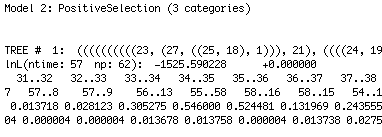 Model 2: PositiveSelection (3 categories)
TREE #  1:  ((((((((((23, (27, ((25, 18), 1))), 21), ((((24, 19
lnL(ntime: 57  np: 62):  -1525.590228      +0.000000
31..32   32..33   33..34   34..35   35..36   36..37   37..38
7    57..8    57..9    56..13   55..58   58..16   58..15   54..1
0.013718 0.028123 0.305275 0.546000 0.524481 0.131969 0.243555
04 0.000004 0.000004 0.013678 0.013758 0.000004 0.013738 0.0275